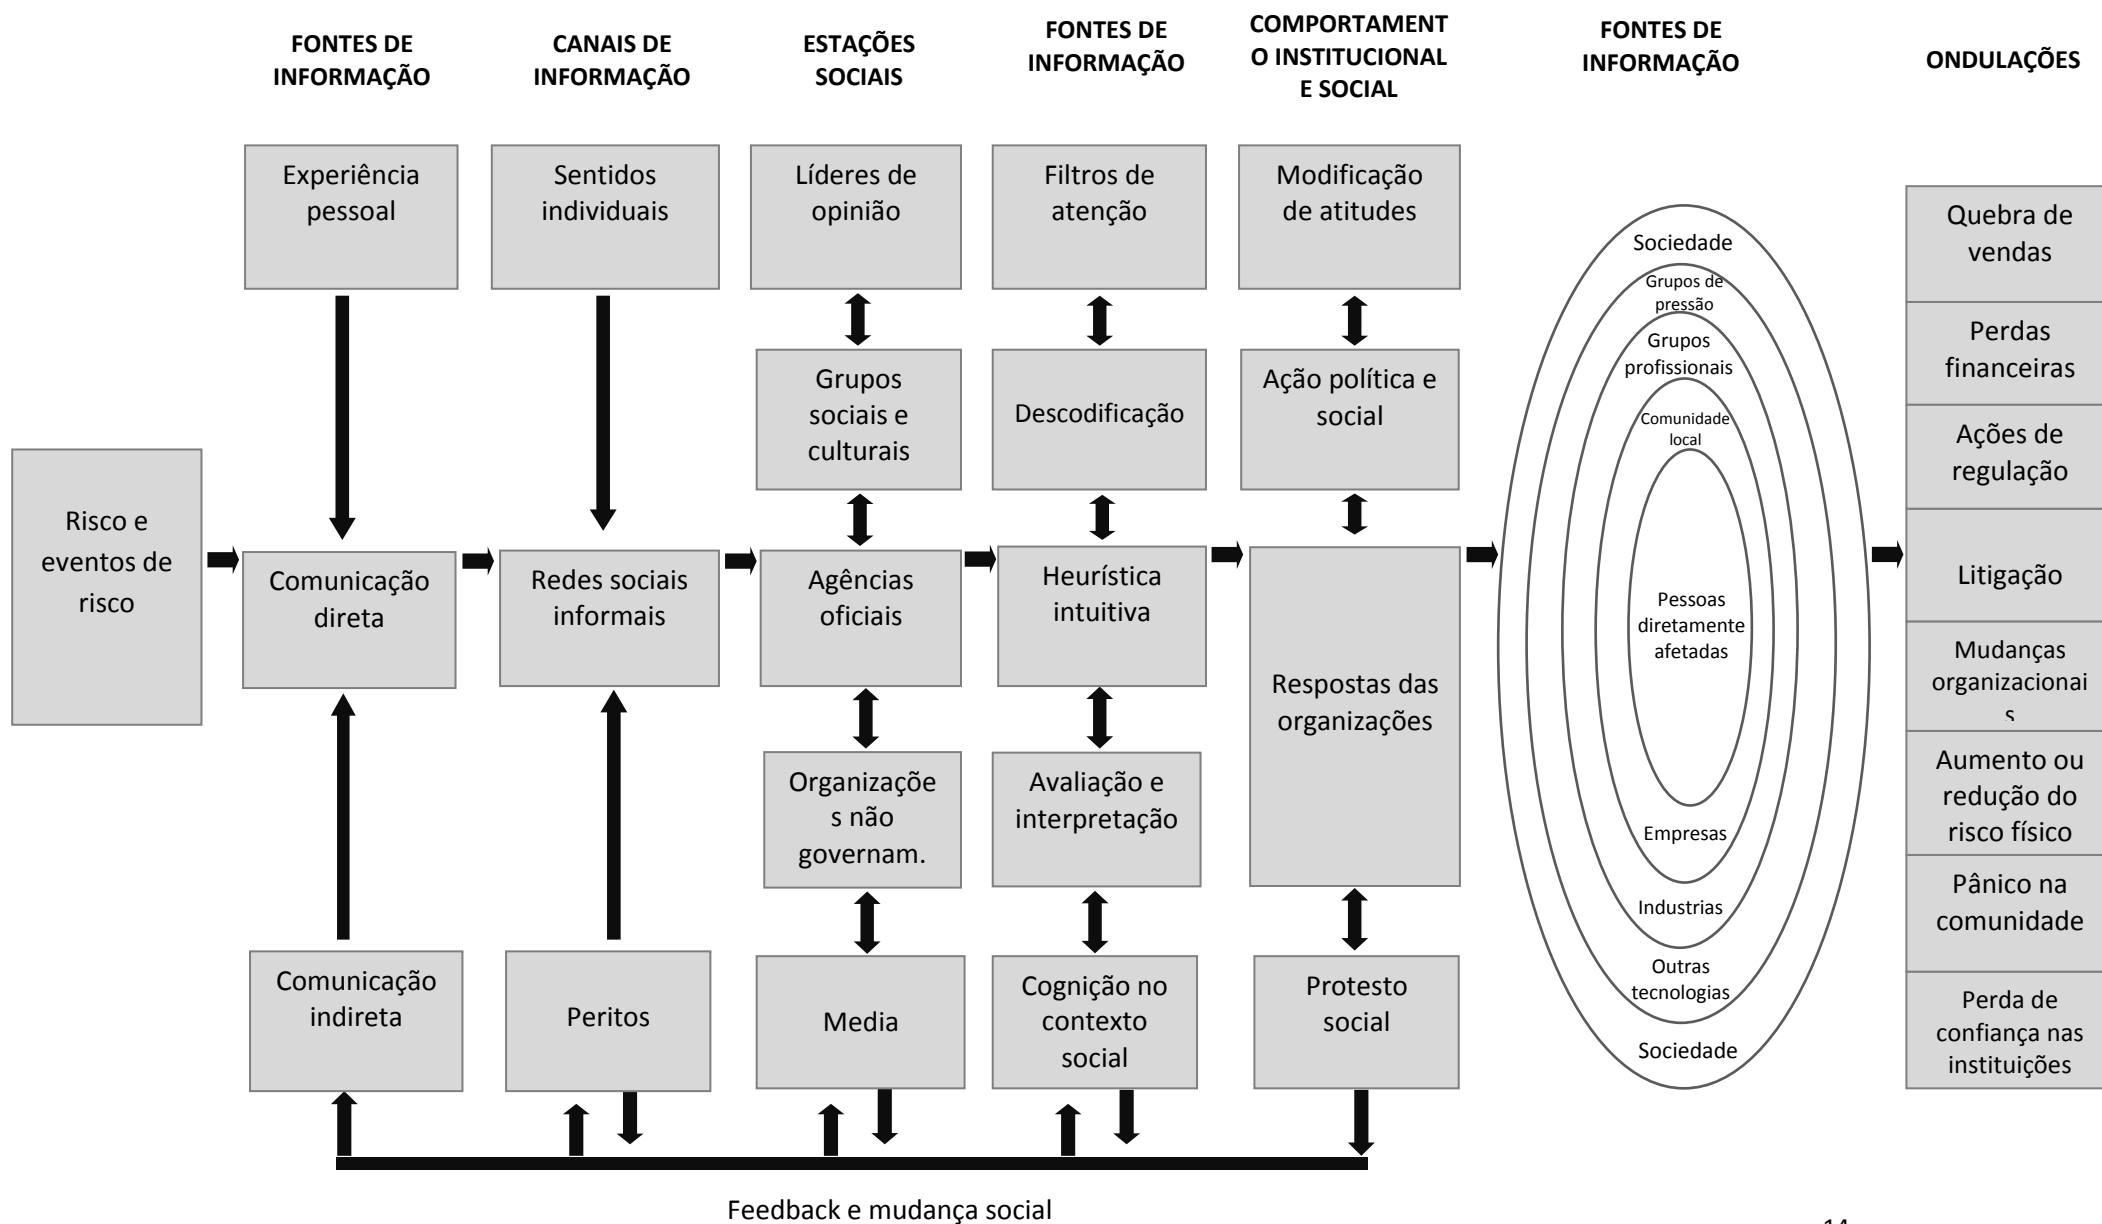 FONTES DE
INFORMAÇÃO
CANAIS DE
INFORMAÇÃO
ESTAÇÕES
SOCIAIS
FONTES DE
INFORMAÇÃO
COMPORTAMENT
O INSTITUCIONAL
E SOCIAL
FONTES DE
INFORMAÇÃO
ONDULAÇÕES
Risco e
eventos de
risco
Experiência
pessoal
Comunicação
direta
Comunicação
indireta
Sentidos
individuais
Redes sociais
informais
Peritos
Líderes de
opinião
Grupos
sociais e
culturais
Agências
oficiais
Organizaçõe
s não
governam.
Media
Filtros de
atenção
Descodificação
Heurística
intuitiva
Avaliação e
interpretação
Cognição no
contexto
social
Modificação
de atitudes
Ação política e
social
Respostas das
organizações
Protesto
social
Sociedade
Grupos de
pressão
Grupos
profissionais
Comunidade
local
Pessoas
diretamente
afetadas
Empresas
Industrias
Outras
tecnologias
Sociedade
Quebra de
vendas
Perdas
financeiras
Ações de
regulação
Litigação
Mudanças
organizacionai
s
Aumento ou
redução do
risco físico
Pânico na
comunidade
Perda de
confiança nas
instituições
Feedback e mudança social
14